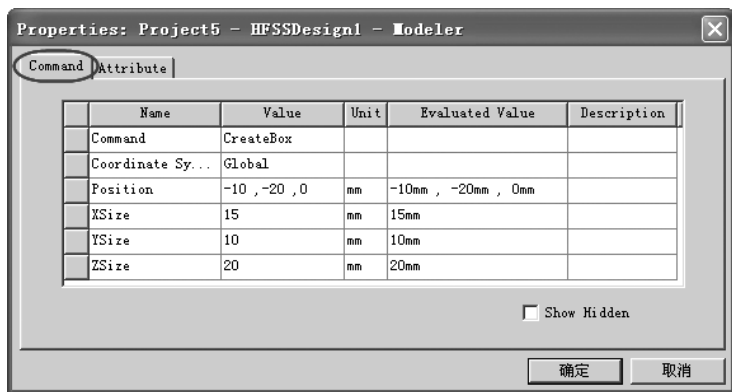 Properties: Project5 - HFSSDesign1 - Modeler
Command Attribute
Name Value Unit Evaluated Value Description
Command CreateBox
Coordinate Sy... Global
Position -10 ,-20 ,0 mm -10mm , -20mm , 0mm
XSize 15 mm 15mm
YSize 10 mm 10mm
ZSize 20 mm 20mm
Show Hidden
确定 取消